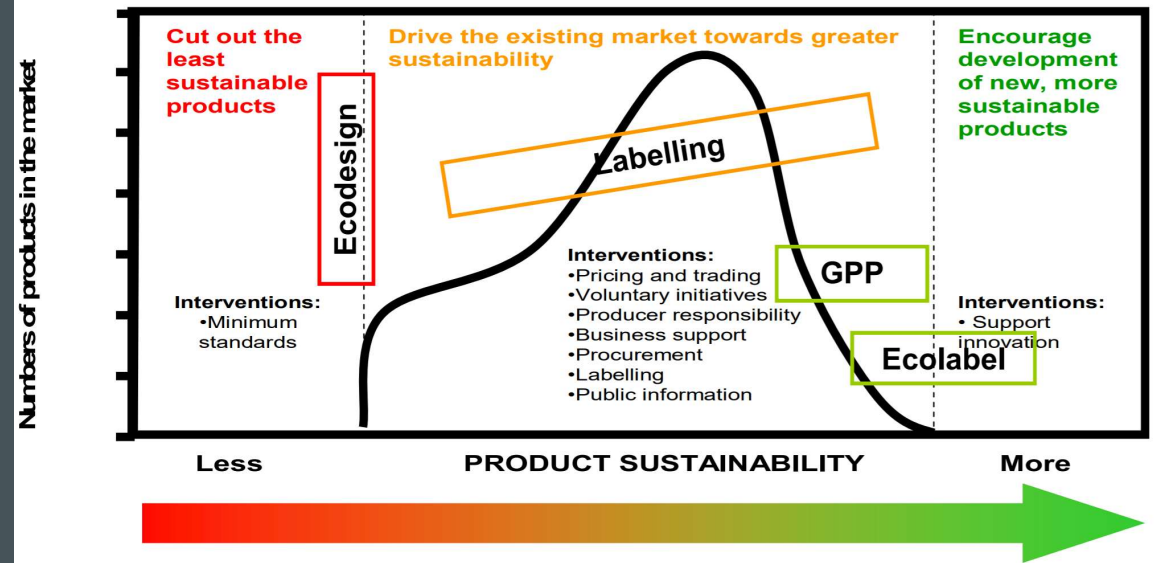 Numbers of products in the market
Cut out the
least
sustainable
products
Ecodesign
Interventions:
•Minimum
standards
Drive the existing market towards greater
sustainability
Labelling
Interventions:
•Pricing and trading
•Voluntary initiatives
•Producer responsibility
•Business support
•Procurement
•Labelling
•Public information
GPP
Ecolabel
Encourage
development
of new, more
sustainable
products
Interventions:
• Support
innovation
Less
PRODUCT SUSTAINABILITY
More